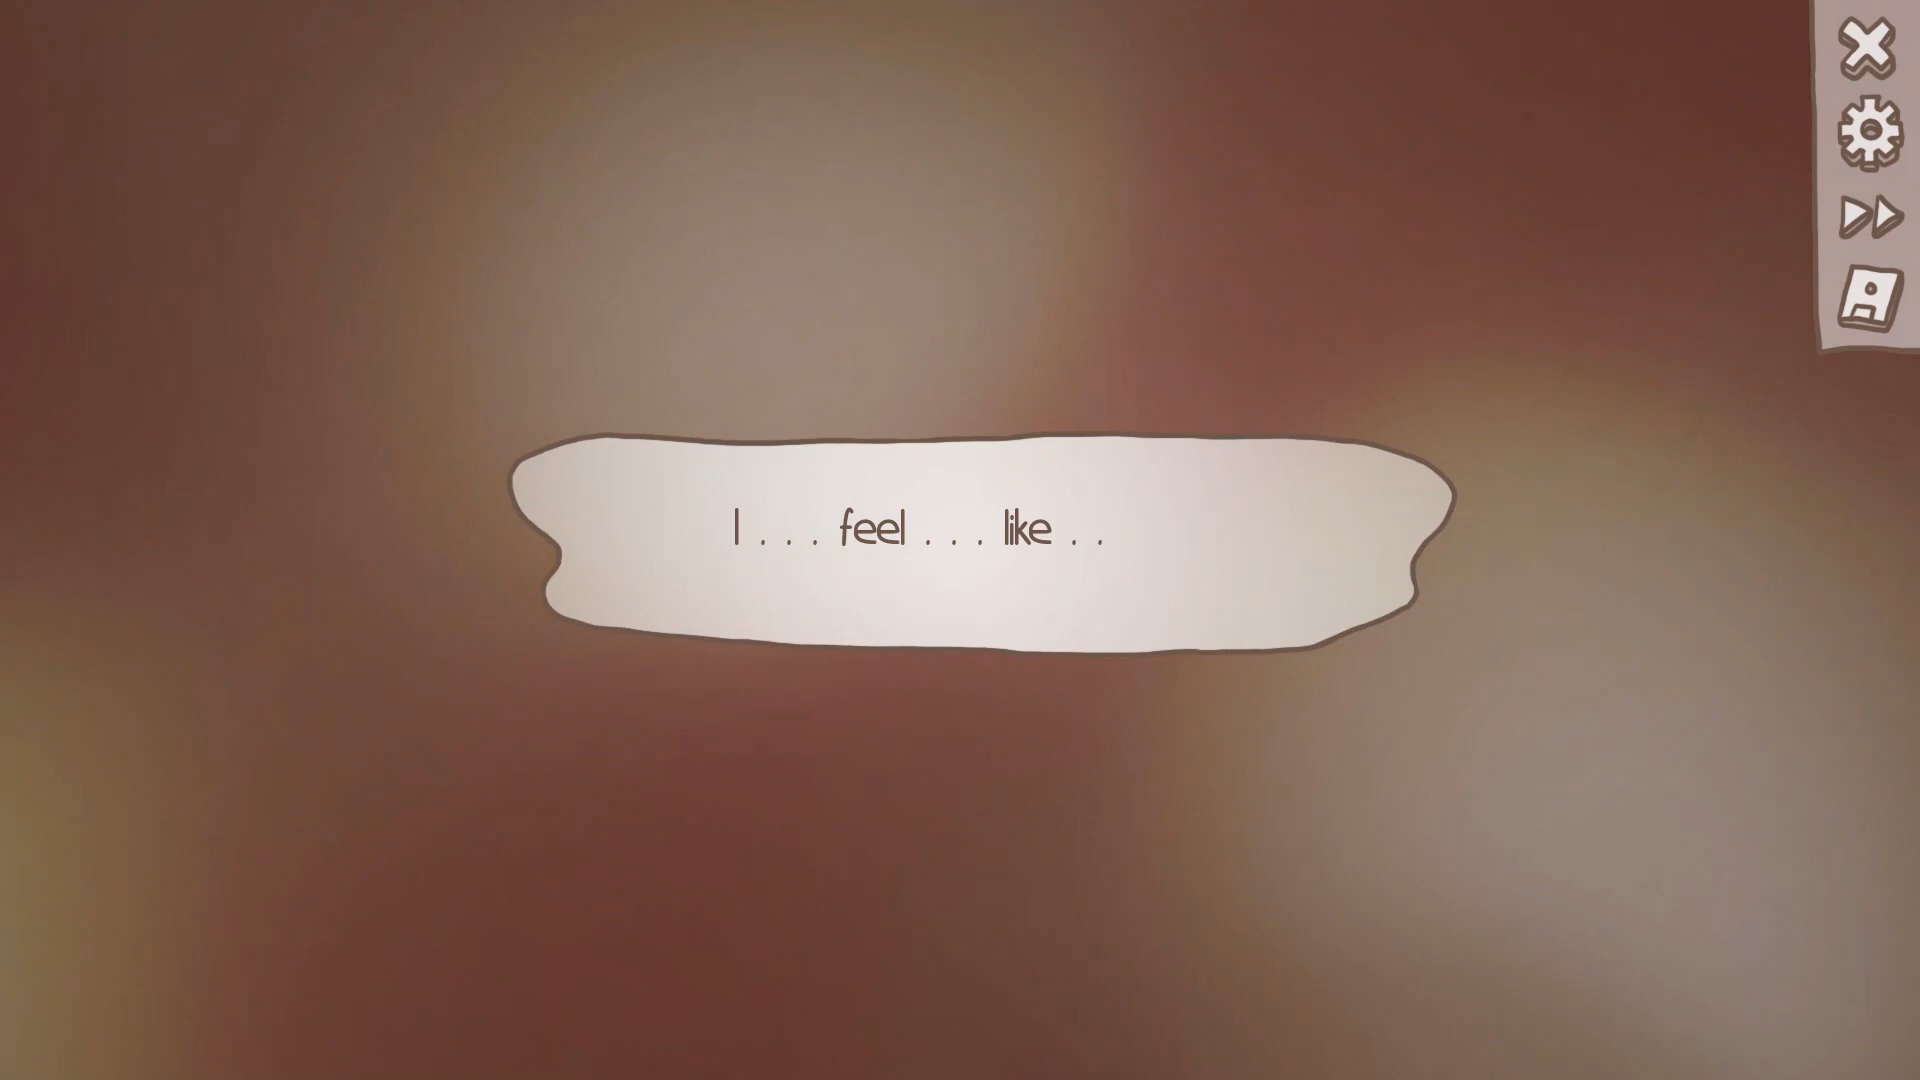 I . . . feel . . . like . .